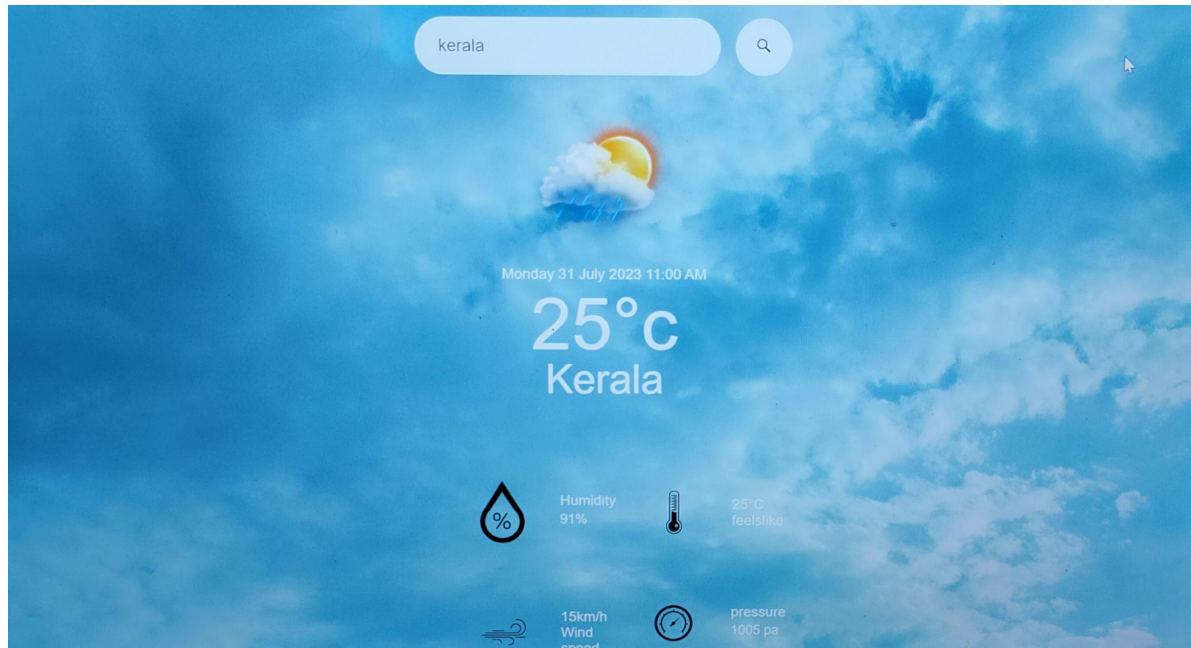 kerala
Monday 31 July 2023 11:00 AM
25°c
Kerala
%
Humidity
91%
25°C
feelslike
15km/h
Wind
speed
pressure
1005 pa